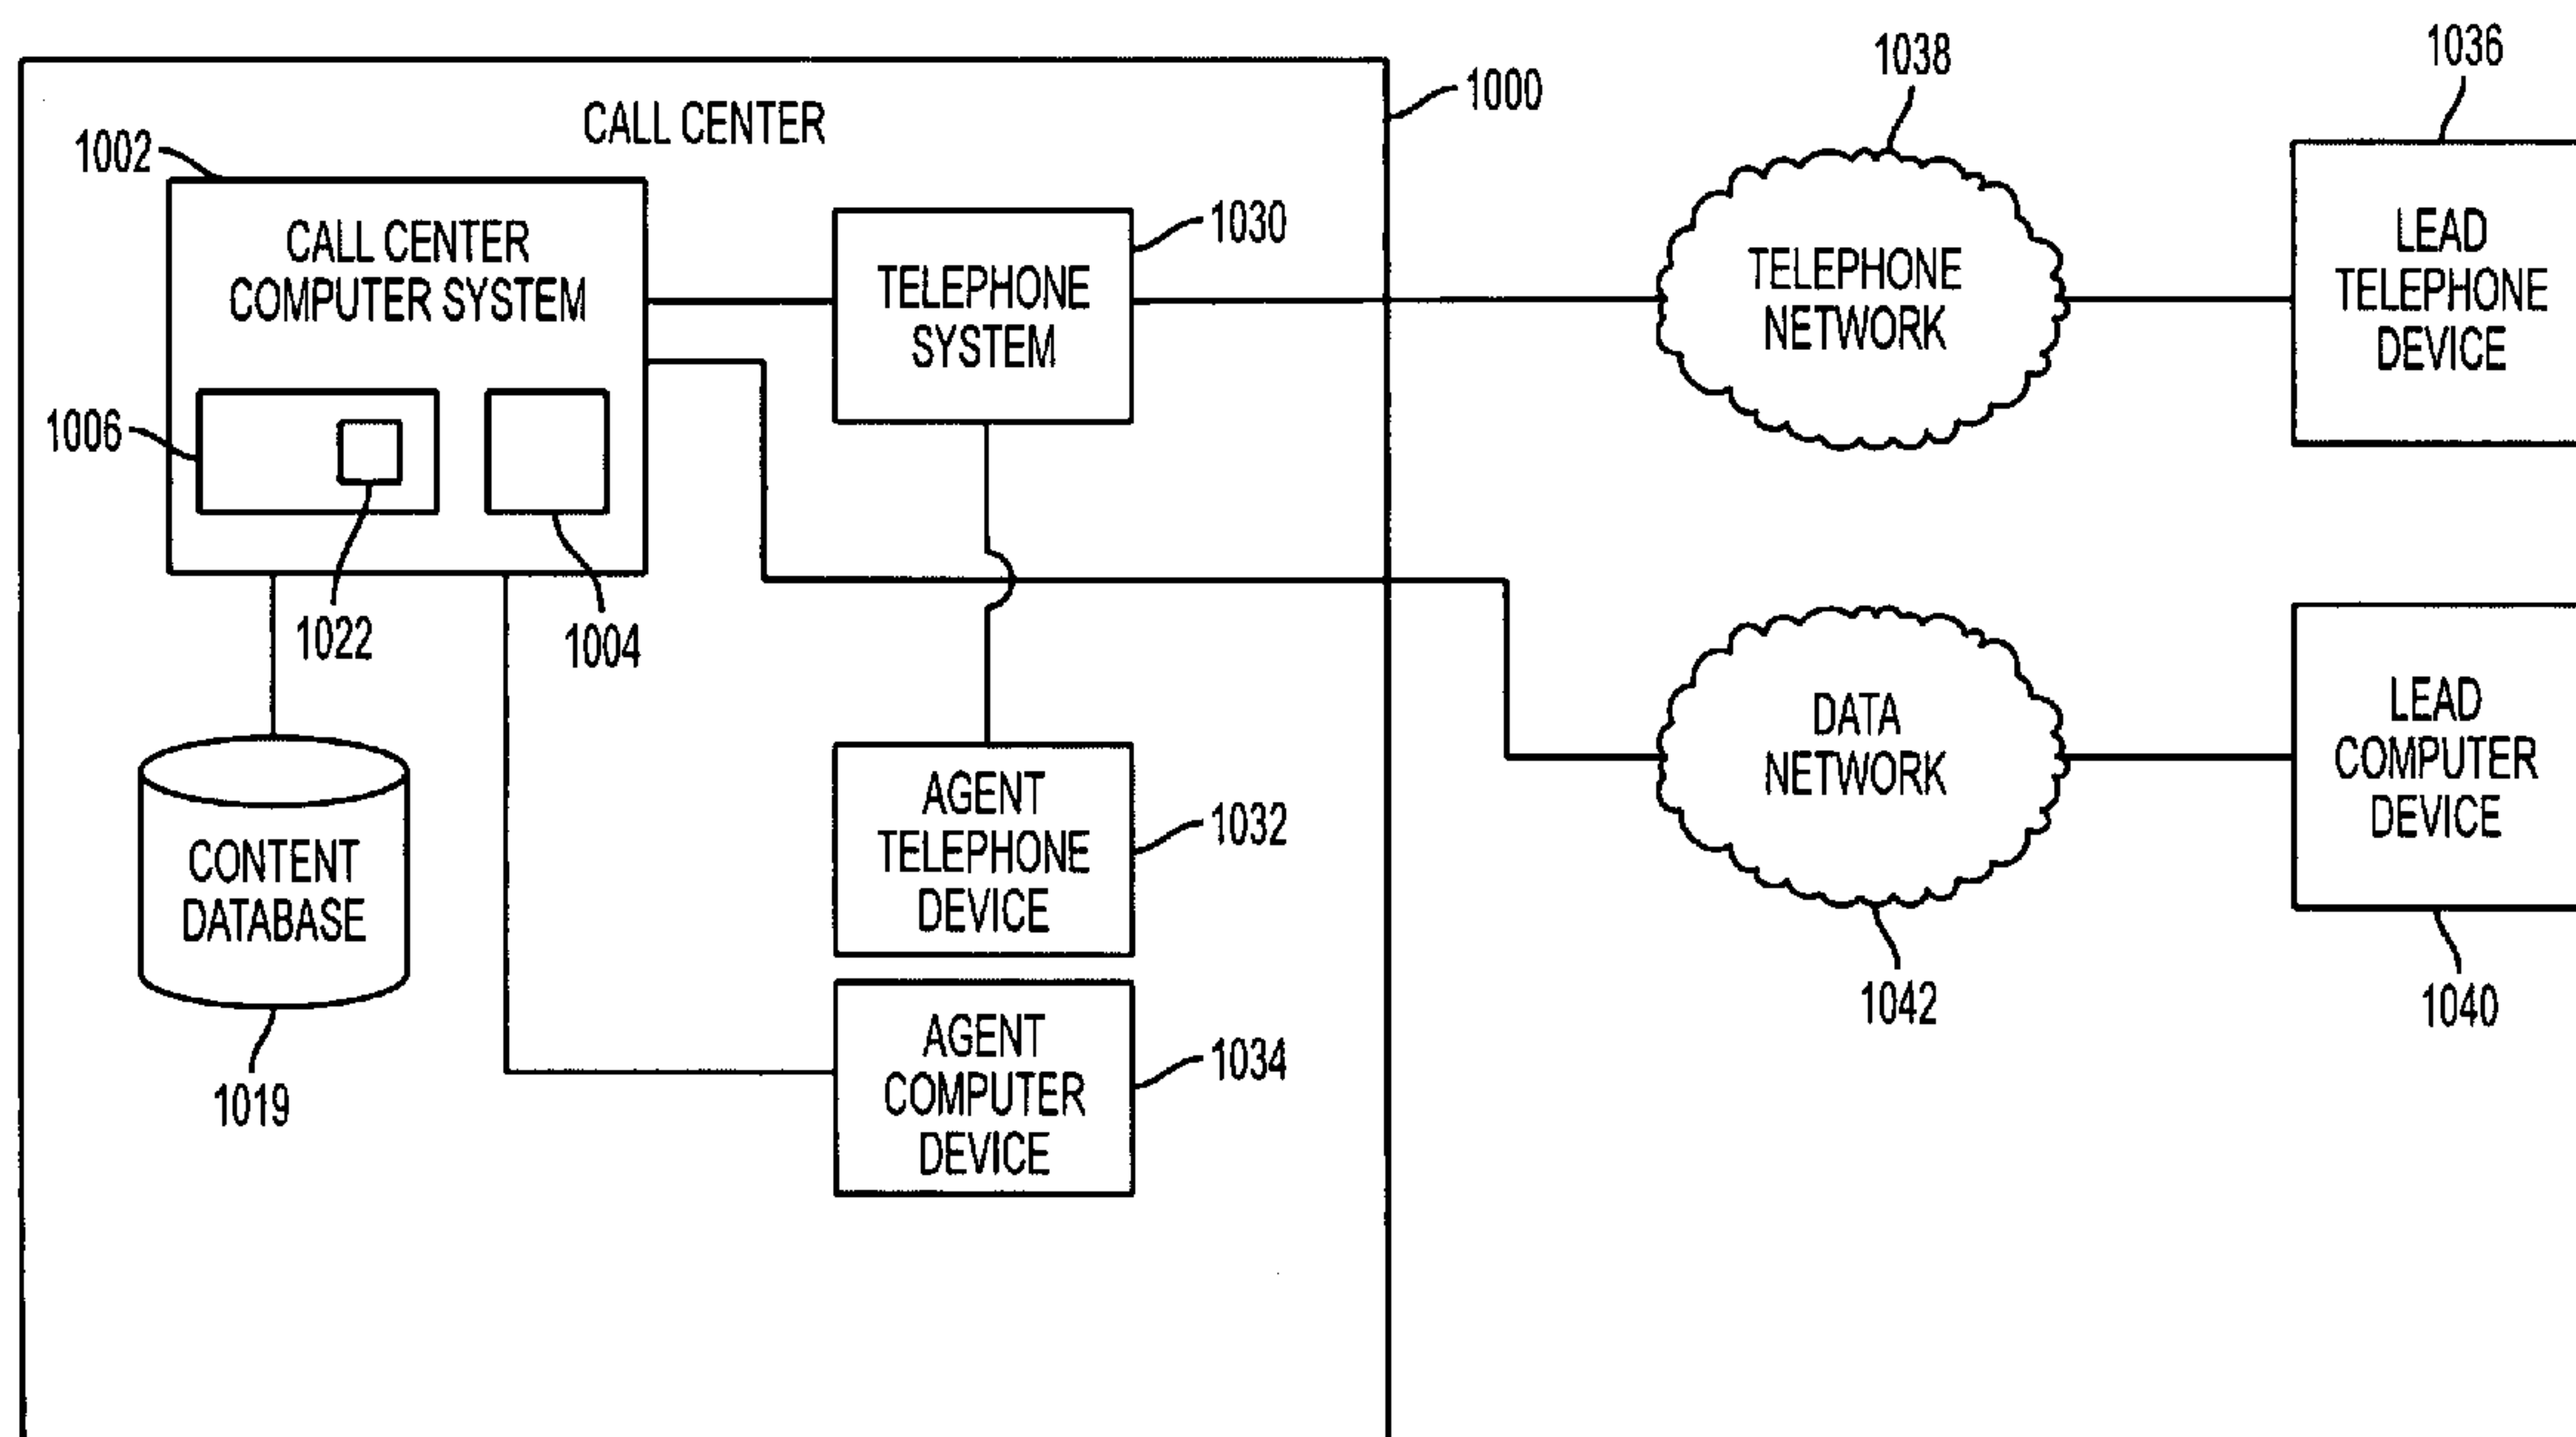 1038
1036
1000
CALL CENTER
1002
CALL CENTER
COMPUTER SYSTEM
1030
TELEPHONE
SYSTEM
TELEPHONE
NETWORK
LEAD
TELEPHONE
DEVICE
1006
1022
1004
DATA
NETWORK
LEAD
COMPUTER
DEVICE
AGENT
TELEPHONE
DEVICE
1032
CONTENT
DATABASE
1042
1040
AGENT
COMPUTER
DEVICE
1034
1019